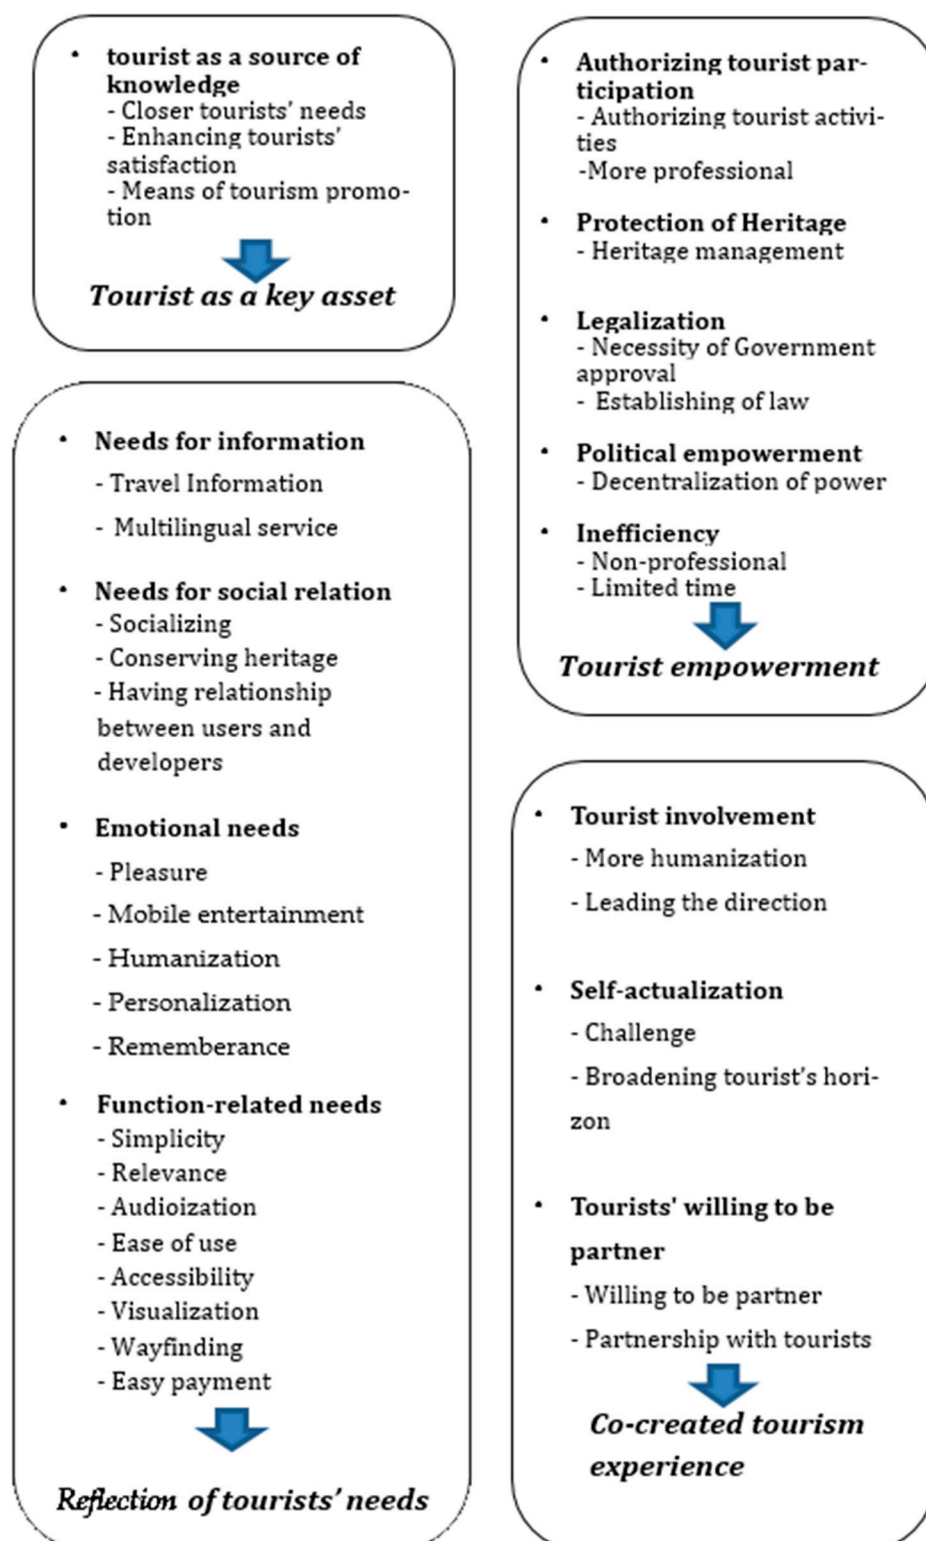 • tourist as a source of
knowledge
- Closer tourists' needs
- Enhancing tourists'
satisfaction
- Means of tourism promo-
tion
Tourist as a key asset
• Needs for information
- Travel Information
- Multilingual service
• Needs for social relation
- Socializing
- Conserving heritage
- Having relationship
between users and
developers
• Emotional needs
- Pleasure
- Mobile entertainment
- Humanization
- Personalization
- Rememberance
• Function-related needs
- Simplicity
- Relevance
- Audioization
- Ease of use
- Accessibility
- Visualization
- Wayfinding
- Easy payment
Reflection of tourists' needs
• Authorizing tourist par-
ticipation
- Authorizing tourist activi-
ties
-More professional
• Protection of Heritage
- Heritage management
• Legalization
- Necessity of Government
approval
- Establishing of law
• Political empowerment
- Decentralization of power
• Inefficiency
- Non-professional
- Limited time
Tourist empowerment
• Tourist involvement
- More humanization
- Leading the direction
• Self-actualization
- Challenge
- Broadening tourist's hori-
zon
• Tourists' willing to be
partner
- Willing to be partner
- Partnership with tourists
Co-created tourism
experience